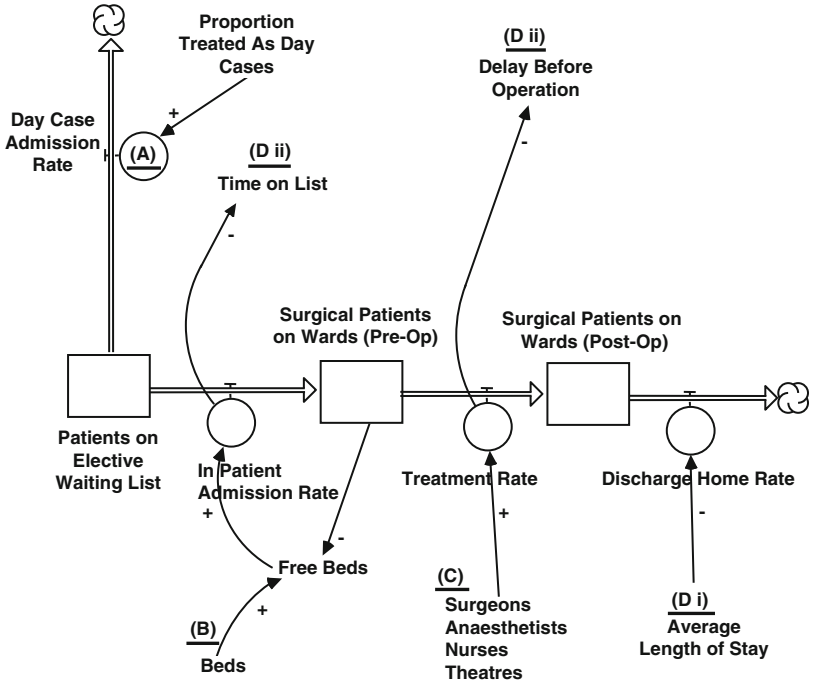 Proportion
Treated As Day
Cases
+
Day Case
Admission
Rate
(A)
(D ii)
Time on List
-
(D ii)
Delay Before
Operation
-
Surgical Patients
on Wards (Pre-Op)
Surgical Patients on
Wards (Post-Op)
Patients on
Elective
Waiting List
In Patient
Admission Rate
+
Treatment Rate
+
Discharge Home Rate
-
-
Free Beds
+
(B)
Beds
(C)
Surgeons
Anaesthetists
Nurses
Theatres
(D i)
Average
Length of Stay